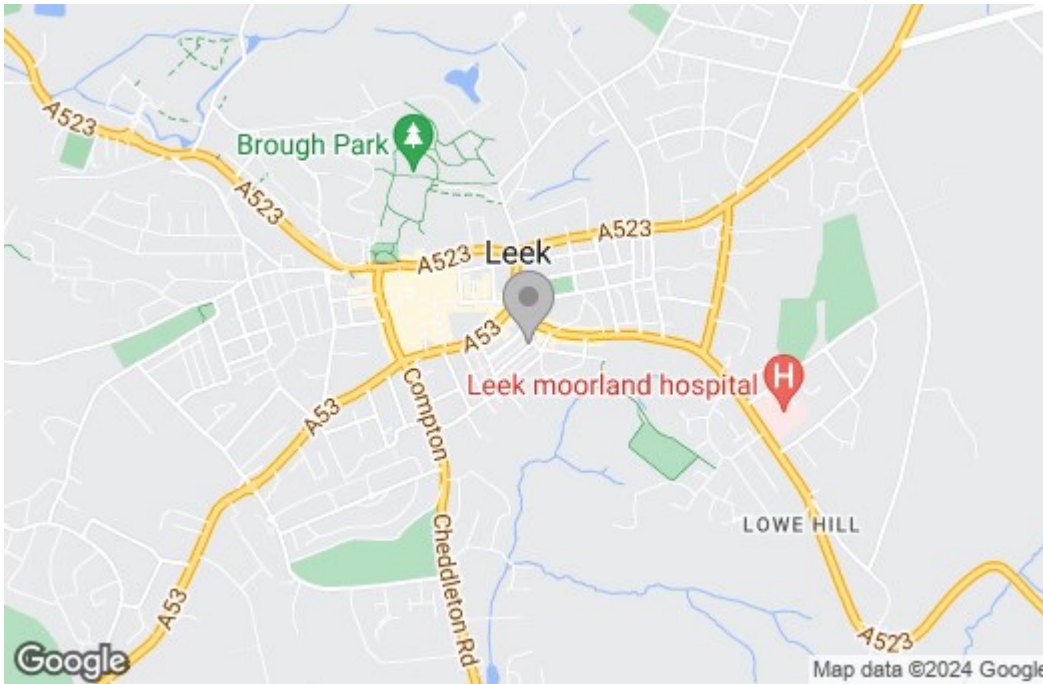 A523
Brough Park
A523
A523
A523
Leek
A53
Leek moorland hospital
H
A53
Compton
LOWE HILL
Cheddleton Rd
A53
A523
Google
Map data ©2024 Google